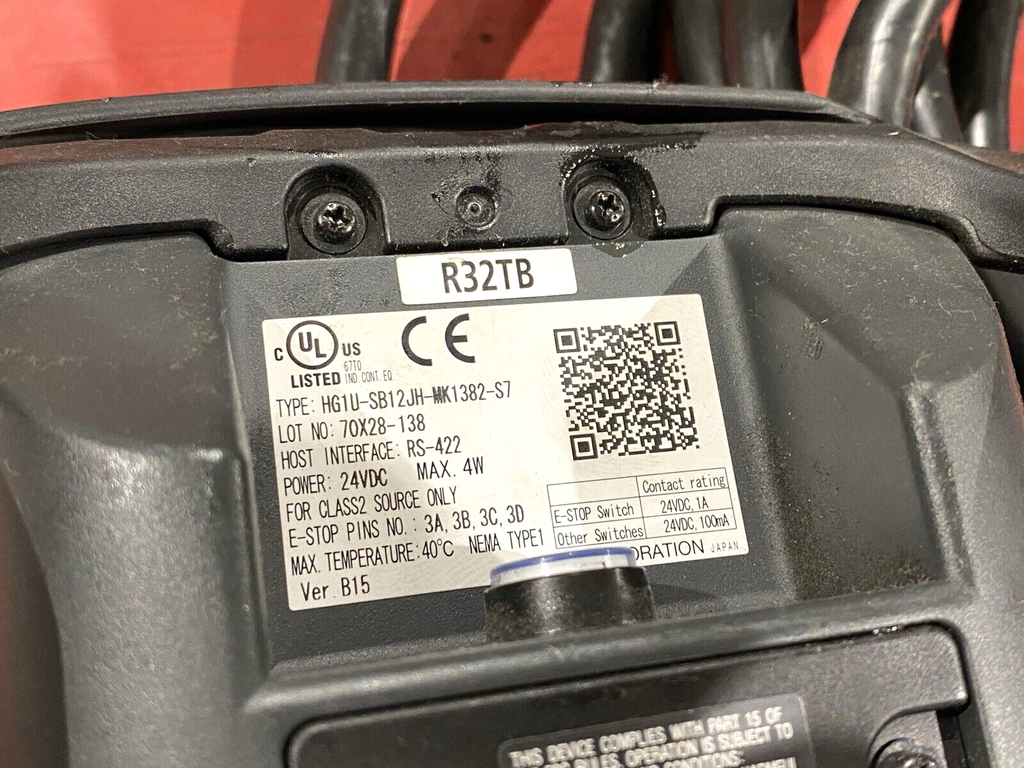 R32TB
C UL US
LISTED
67T0
IND. CONT. EQ.
CE
TYPE: HG1U-SB12JH-MK1382-S7
LOT NO: 70X28-138
HOST INTERFACE: RS-422
POWER: 24VDC MAX. 4W
FOR CLASS2 SOURCE ONLY
E-STOP PINS NO. : 3A, 3B, 3C, 3D
MAX. TEMPERATURE:40°C NEMA TYPE1
Ver. B15
Contact rating
E-STOP Switch 24VDC, 1A
Other Switches 24VDC, 100mA
ORATION JAPAN
THIS DEVICE COMPLIES WITH PART 15 OF
RULES. OPERATION IS SUBJECT TO
CONDITIONS: